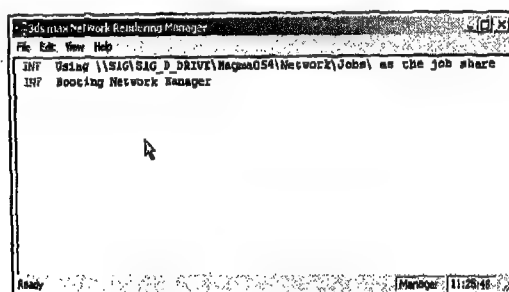 3ds max Network Rendering Manager
File Edit View Help
INF Using \\SIG\SIG_D_DRIVE\Magma054\Network\Jobs\ as the job share
INF Booting Network Manager
Ready Manager 11:25:48